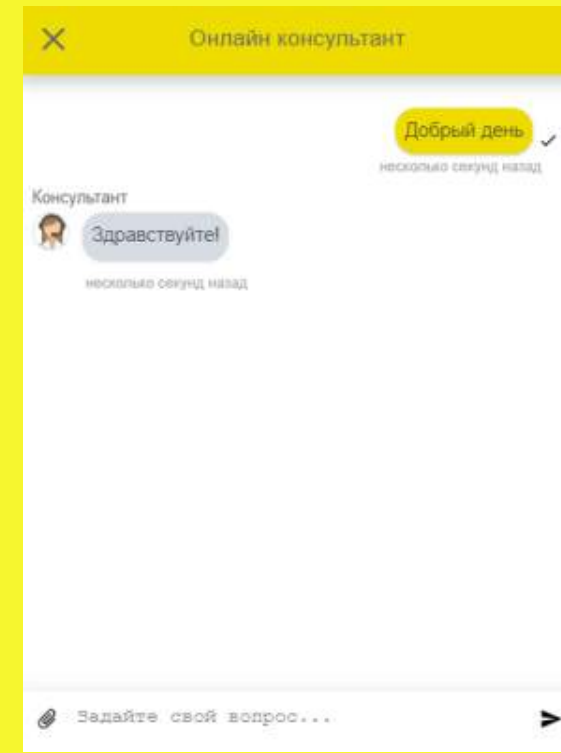 Онлайн консультант
Добрый день
несколько секунд назад
Консультант
Здравствуйте!
несколько секунд назад
Задайте свой вопрос...